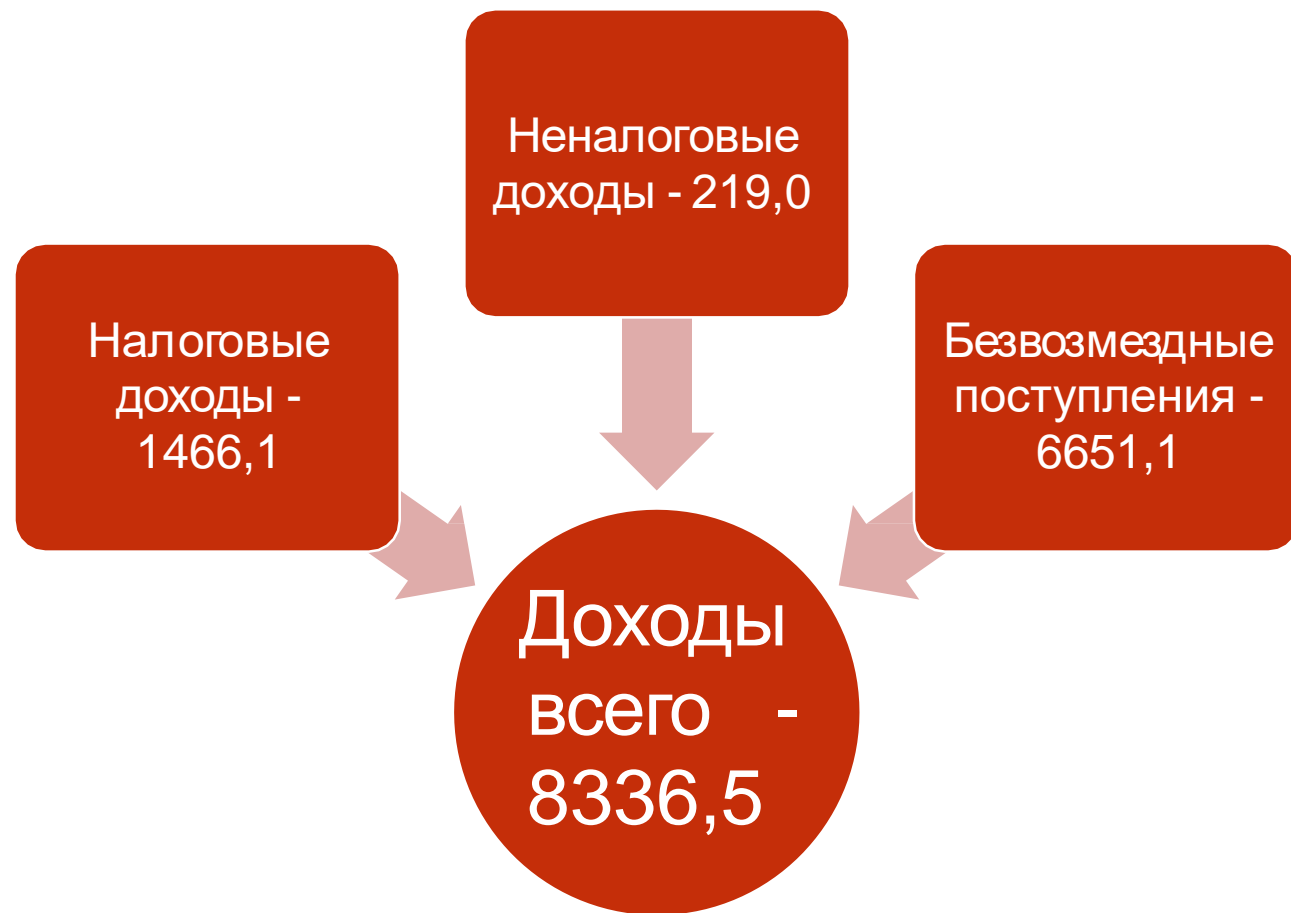 Неналоговые
доходы - 219,0
Налоговые
доходы -
1466,1
Безвозмездные
поступления -
6651,1
Доходы
всего -
8336,5